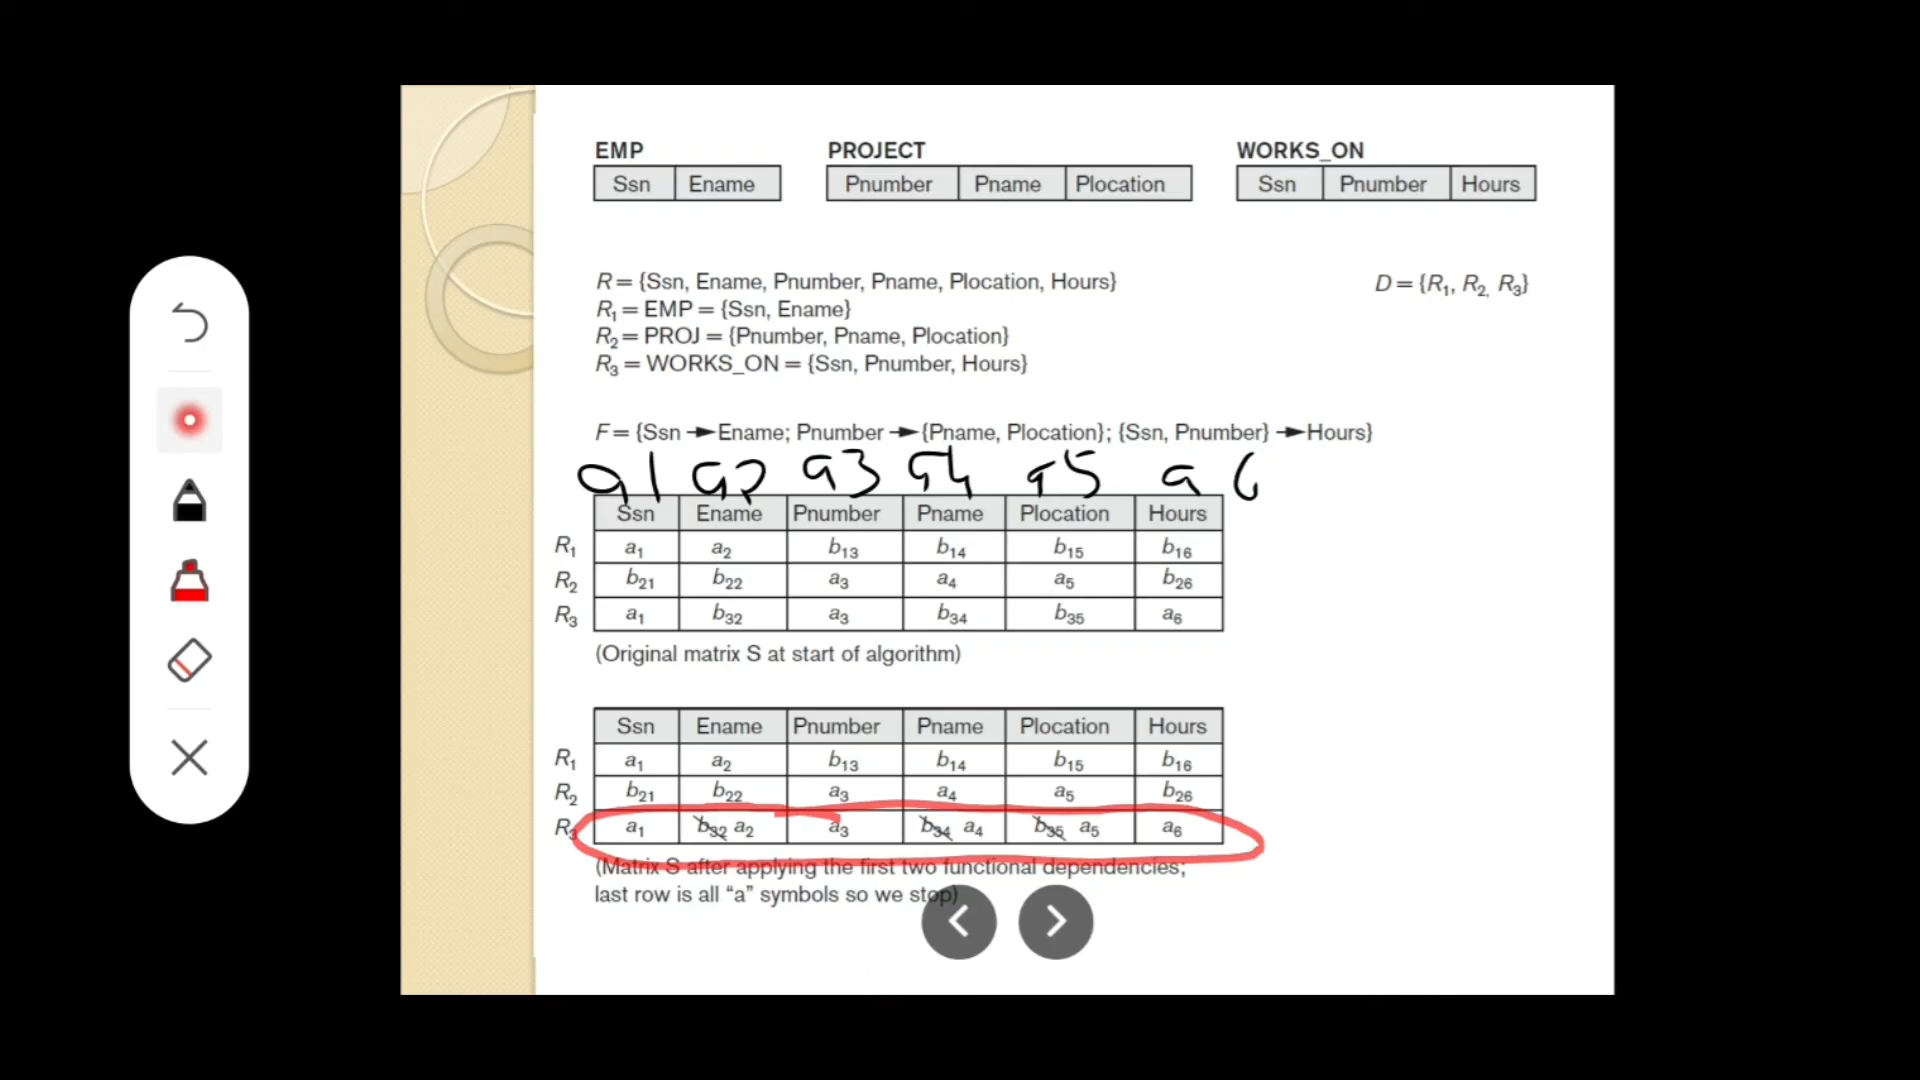 EMP PROJECT WORKS_ON
Ssn Ename Pnumber Pname Plocation Ssn Pnumber Hours
R = {Ssn, Ename, Pnumber, Pname, Plocation, Hours} D = {R1, R2, R3}
R1 = EMP = {Ssn, Ename}
R2 = PROJ = {Pnumber, Pname, Plocation}
R3 = WORKS_ON = {Ssn, Pnumber, Hours}
F = {Ssn → Ename; Pnumber → {Pname, Plocation}; {Ssn, Pnumber} → Hours}
a1 a2 a3 a4 a5 a6
Ssn Ename Pnumber Pname Plocation Hours
R1 a1 a2 b13 b14 b15 b16
R2 b21 b22 a3 a4 a5 b26
R3 a1 b32 a3 b34 b35 a6
(Original matrix S at start of algorithm)
Ssn Ename Pnumber Pname Plocation Hours
R1 a1 a2 b13 b14 b15 b16
R2 b21 b22 a3 a4 a5 b26
R3 a1 b32 a2 a3 b34 a4 b35 a5 a6
(Matrix S after applying the first two functional dependencies;
last row is all “a” symbols so we stop)